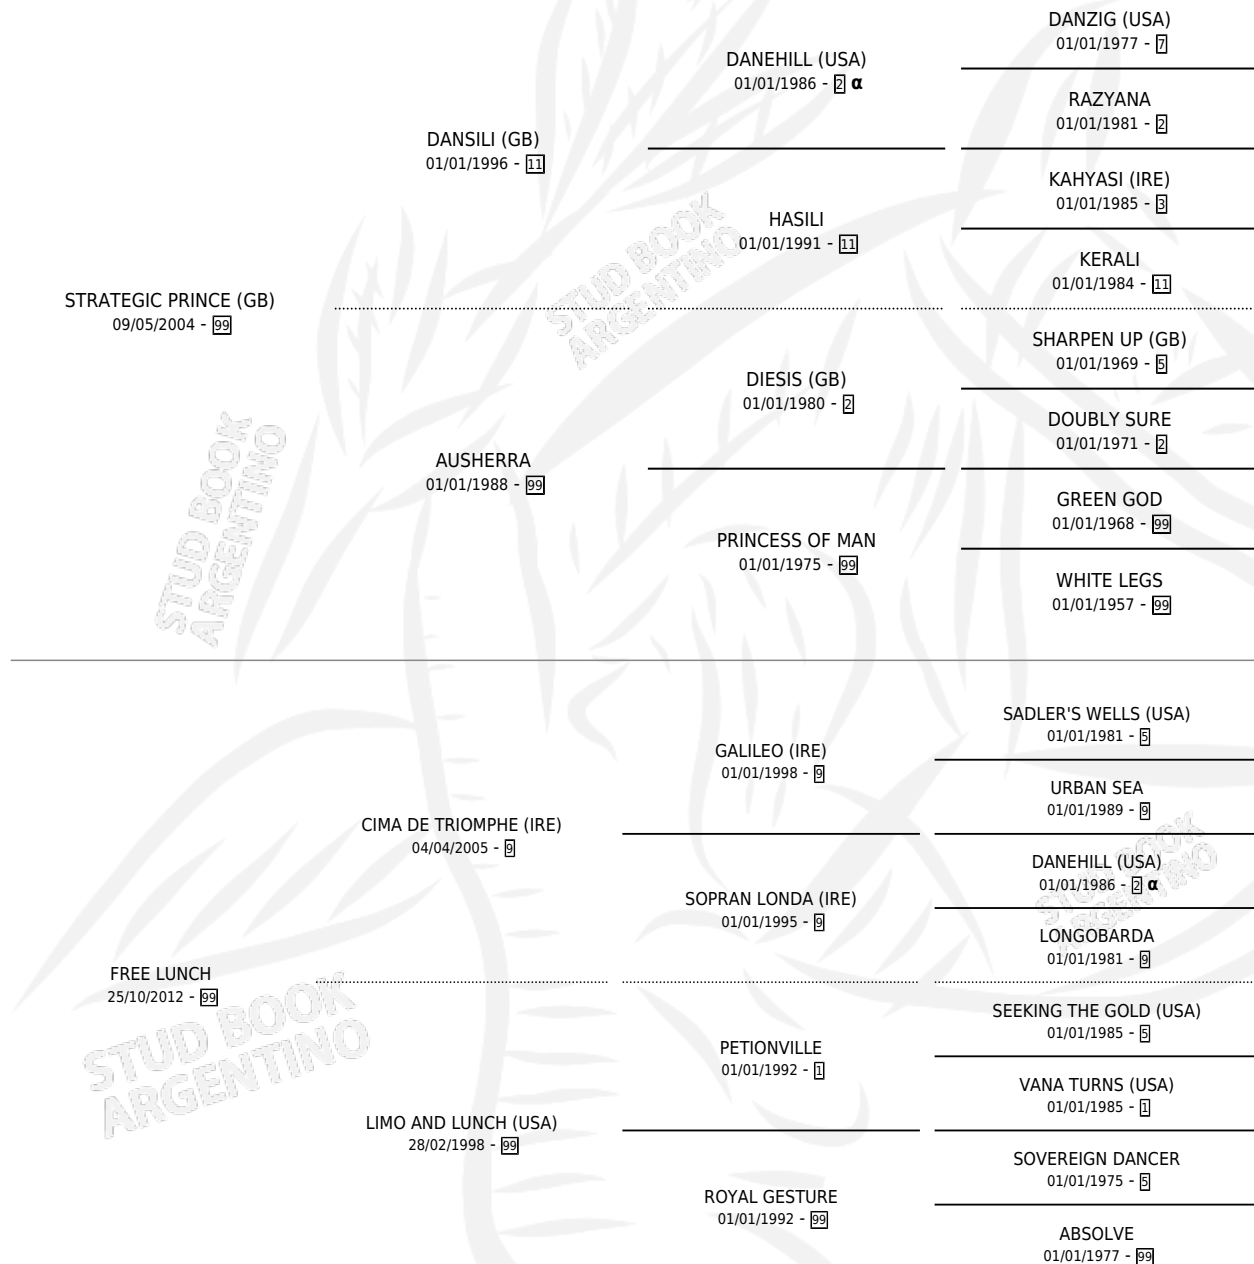 DANZIG (USA)
01/01/1977 - 7
DANEHILL (USA)
01/01/1986 - 2 α
RAZYANA
01/01/1981 - 2
DANSILI (GB)
01/01/1996 - 11
KAHYASI (IRE)
01/01/1985 - 3
HASILI
01/01/1991 - 11
KERALI
01/01/1984 - 11
STRATEGIC PRINCE (GB)
09/05/2004 - 99
SHARPEN UP (GB)
01/01/1969 - 5
DIESIS (GB)
01/01/1980 - 2
DOUBLY SURE
01/01/1971 - 2
AUSHERRA
01/01/1988 - 99
GREEN GOD
01/01/1968 - 99
PRINCESS OF MAN
01/01/1975 - 99
WHITE LEGS
01/01/1957 - 99
SADLER'S WELLS (USA)
01/01/1981 - 5
GALILEO (IRE)
01/01/1998 - 9
URBAN SEA
01/01/1989 - 9
CIMA DE TRIOMPHE (IRE)
04/04/2005 - 9
DANEHILL (USA)
01/01/1986 - 2 α
SOPRAN LONDA (IRE)
01/01/1995 - 9
LONGOBARDA
01/01/1981 - 9
FREE LUNCH
25/10/2012 - 99
SEEKING THE GOLD (USA)
01/01/1985 - 5
PETIONVILLE
01/01/1992 - 1
VANA TURNS (USA)
01/01/1985 - 1
LIMO AND LUNCH (USA)
28/02/1998 - 99
SOVEREIGN DANCER
01/01/1975 - 5
ROYAL GESTURE
01/01/1992 - 99
ABSOLVE
01/01/1977 - 99
STUD BOOK
ARGENTINO
STUD BOOK
ARGENTINO
STUD BOOK
ARGENTINO
STUD BOOK
ARGENTINO